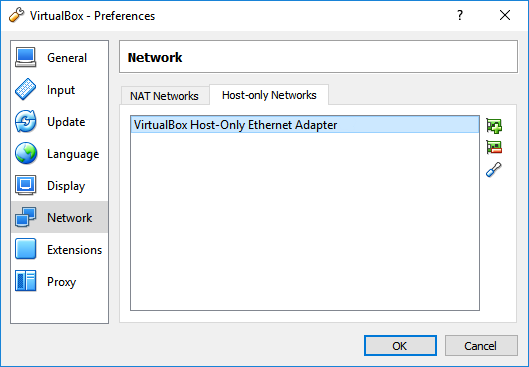 VirtualBox - Preferences
?
General
Input
Update
Language
Display
Network
Extensions
Proxy
Network
NAT Networks
Host-only Networks
VirtualBox Host-Only Ethernet Adapter
OK
Cancel